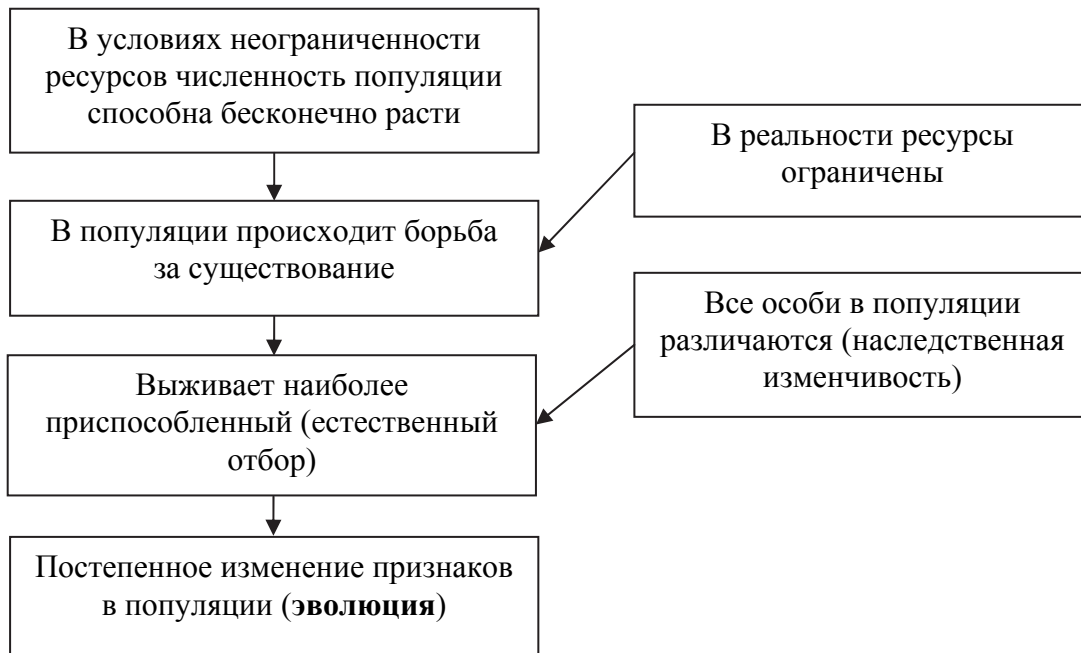 В условиях неограниченности
ресурсов численность популяции
способна бесконечно расти
В реальности ресурсы
ограничены
В популяции происходит борьба
за существование
Все особи в популяции
различаются (наследственная
изменчивость)
Выживает наиболее
приспособленный (естественный
отбор)
Постепенное изменение признаков
в популяции (эволюция)